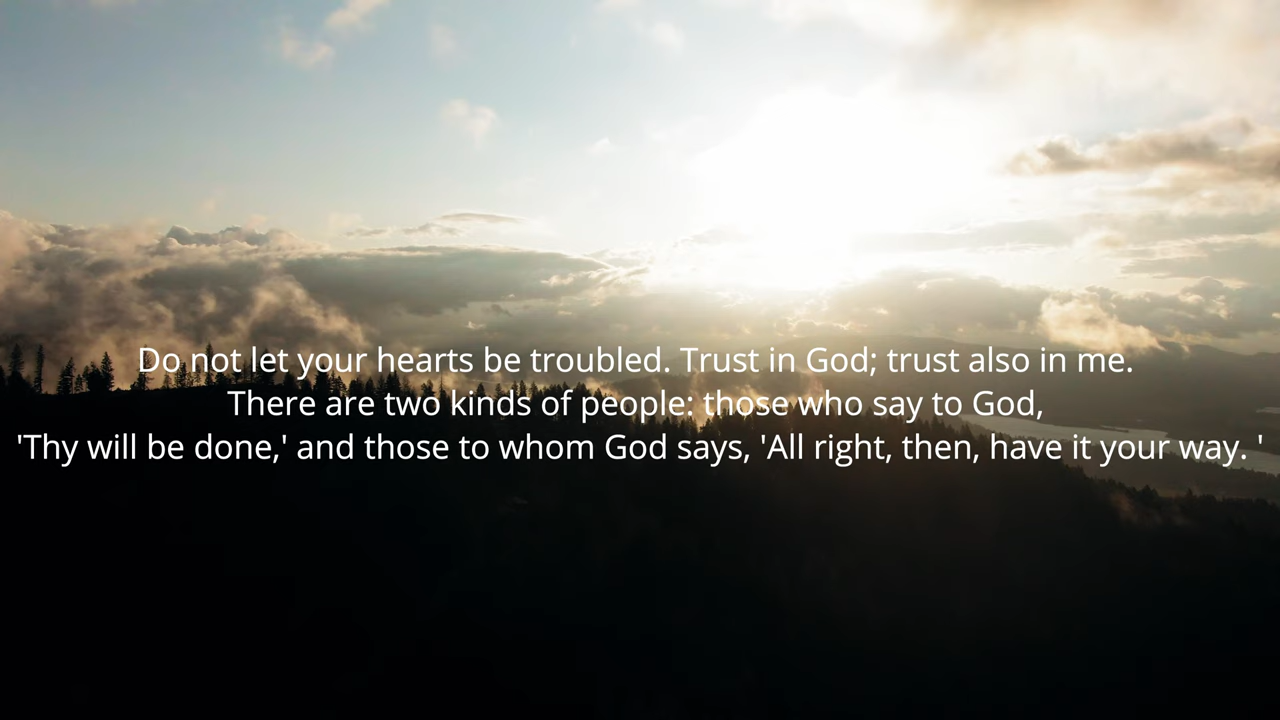 Do not let your hearts be troubled. Trust in God; trust also in me.
There are two kinds of people: those who say to God,
'Thy will be done,' and those to whom God says, 'All right, then, have it your way. '